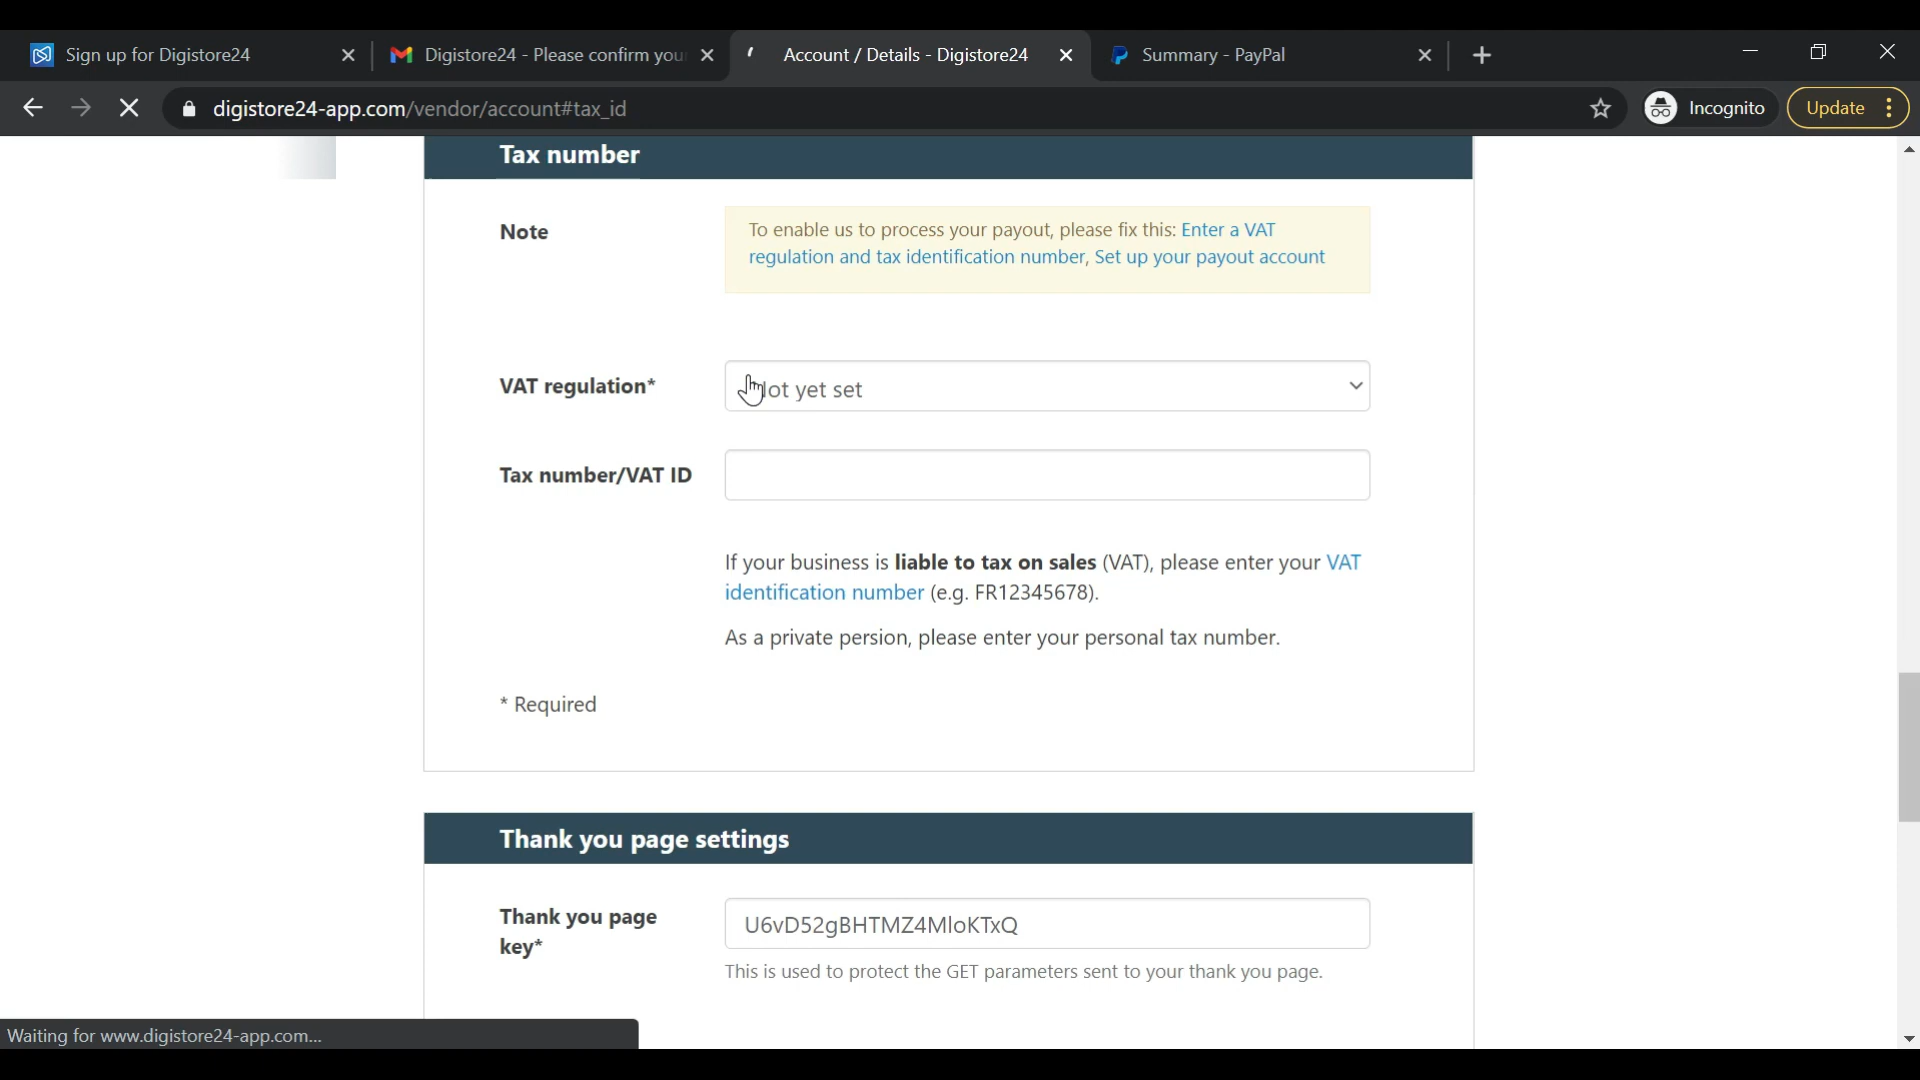 Sign up for Digistore24
Digistore24 - Please confirm you
Account / Details - Digistore24
Summary - PayPal
digistore24-app.com/vendor/account#tax_id
Incognito
Update
Tax number
Note
To enable us to process your payout, please fix this: Enter a VAT
regulation and tax identification number, Set up your payout account
VAT regulation*
ot yet set
Tax number/VAT ID
If your business is liable to tax on sales (VAT), please enter your VAT
identification number (e.g. FR12345678).
As a private persion, please enter your personal tax number.
* Required
Thank you page settings
Thank you page
key*
U6vD52gBHTMZ4MloKTxQ
This is used to protect the GET parameters sent to your thank you page.
Waiting for www.digistore24-app.com...